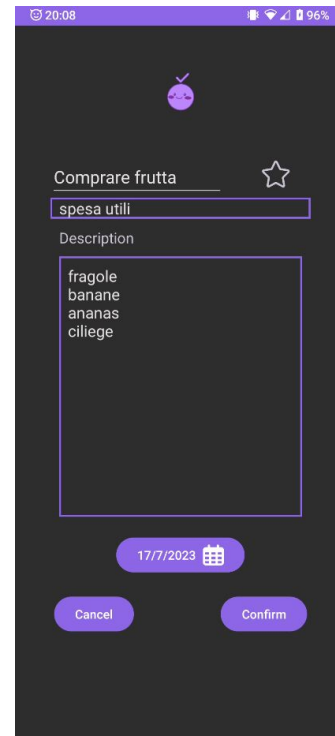 20:08 96%
Comprare frutta
spesa utili
Description
fragole
banane
ananas
ciliege
17/7/2023
Cancel Confirm